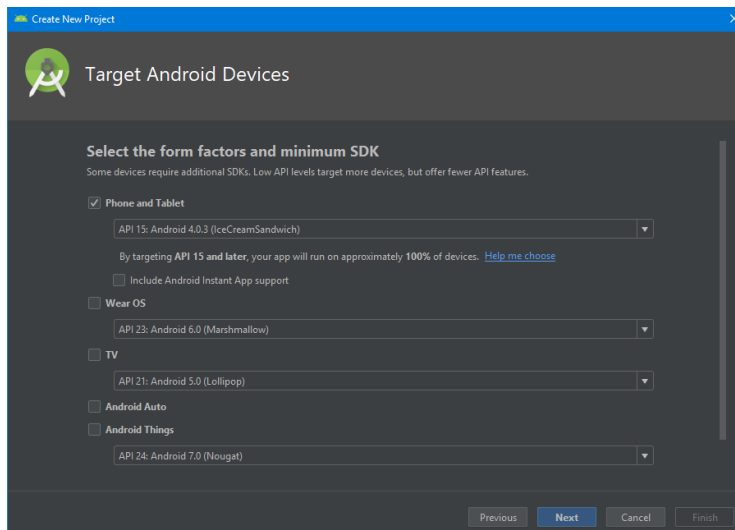 Create New Project
Target Android Devices
Select the form factors and minimum SDK
Some devices require additional SDKs. Low API levels target more devices, but offer fewer API features.
Phone and Tablet
API 15: Android 4.0.3 (IceCreamSandwich)
By targeting API 15 and later, your app will run on approximately 100% of devices. Help me choose
Include Android Instant App support
Wear OS
API 23: Android 6.0 (Marshmallow)
TV
API 21: Android 5.0 (Lollipop)
Android Auto
Android Things
API 24: Android 7.0 (Nougat)
Previous Next Cancel Finish